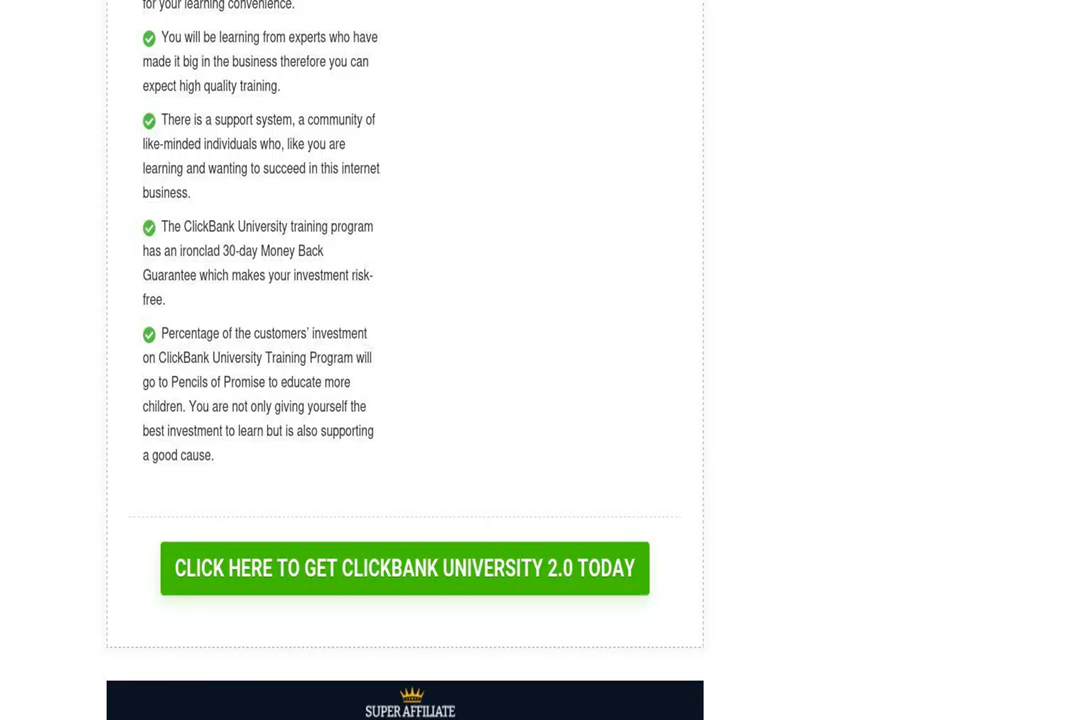 for your learning convenience.
You will be learning from experts who have
made it big in the business therefore you can
expect high quality training.
There is a support system, a community of
like-minded individuals who, like you are
learning and wanting to succeed in this internet
business.
The ClickBank University training program
has an ironclad 30-day Money Back
Guarantee which makes your investment risk-
free.
Percentage of the customers’ investment
on ClickBank University Training Program will
go to Pencils of Promise to educate more
children. You are not only giving yourself the
best investment to learn but is also supporting
a good cause.
CLICK HERE TO GET CLICKBANK UNIVERSITY 2.0 TODAY
SUPER AFFILIATE